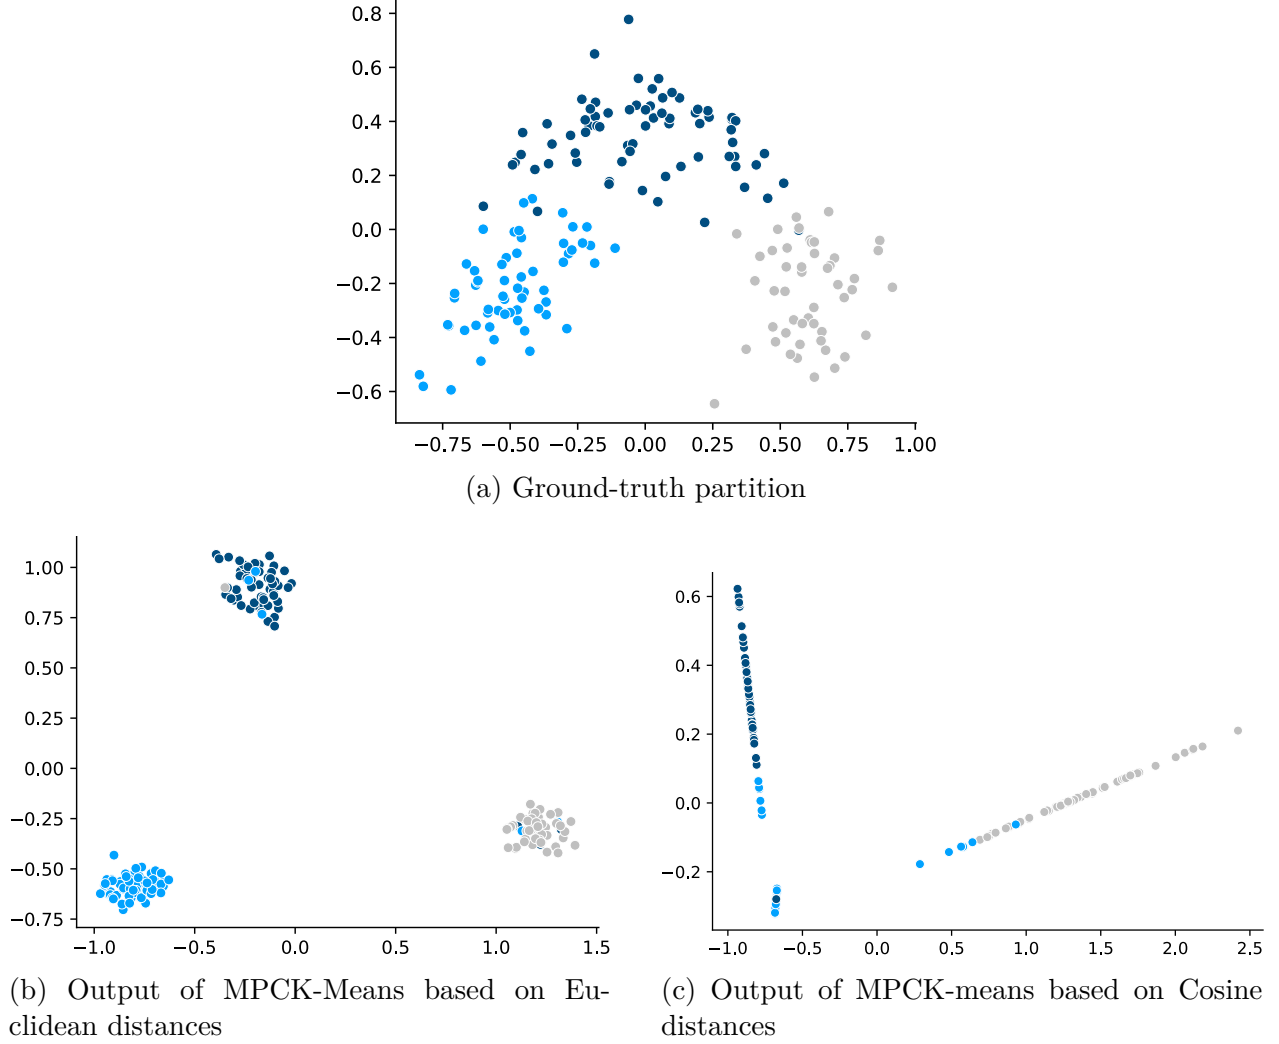 0.8
0.6
0.4
0.2
0.0
−0.2
−0.4
−0.6
−0.75 −0.50 −0.25 0.00 0.25 0.50 0.75 1.00
(a) Ground-truth partition
1.00
0.75
0.50
0.25
0.00
−0.25
−0.50
−0.75
−1.0 −0.5 0.0 0.5 1.0 1.5
(b) Output of MPCK-Means based on Eu-
clidean distances
0.6
0.4
0.2
0.0
−0.2
−1.0 −0.5 0.0 0.5 1.0 1.5 2.0 2.5
(c) Output of MPCK-means based on Cosine
distances